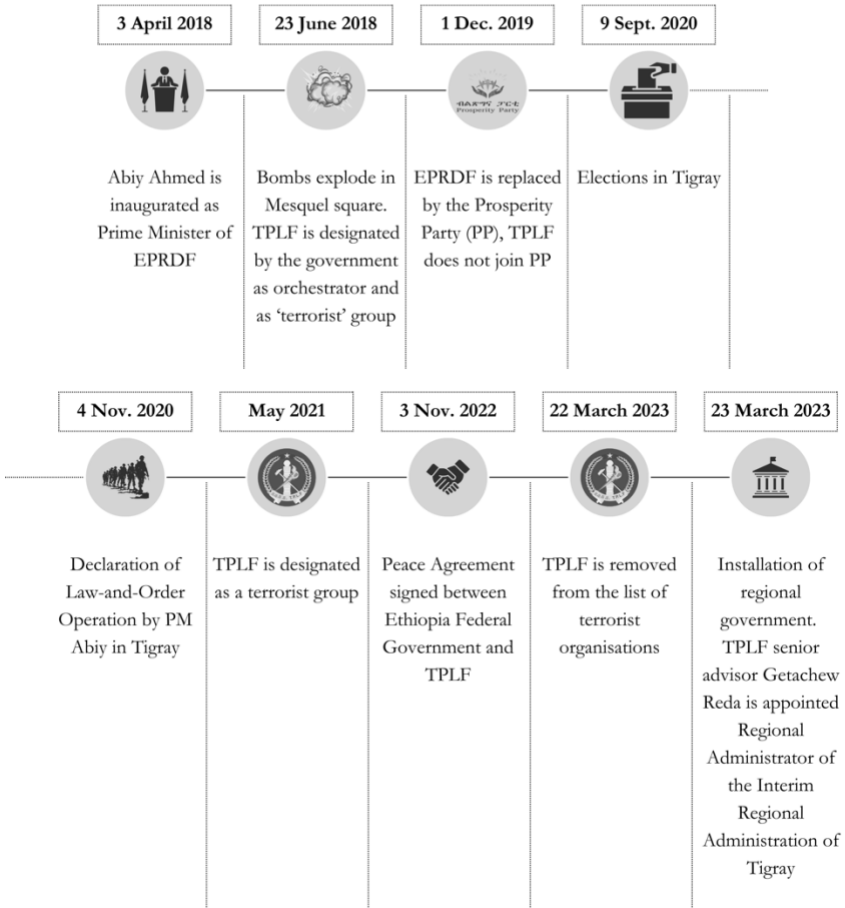 3 April 2018
23 June 2018
1 Dec. 2019
9 Sept. 2020
ብልጽግና ፓርቲ
Prosperity Party
Abiy Ahmed is
inaugurated as
Prime Minister of
EPRDF
Bombs explode in
Mesquel square.
TPLF is designated
by the government
as orchestrator and
as ‘terrorist’ group
EPRDF is replaced
by the Prosperity
Party (PP), TPLF
does not join PP
Elections in Tigray
4 Nov. 2020
May 2021
3 Nov. 2022
22 March 2023
23 March 2023
Declaration of
Law-and-Order
Operation by PM
Abiy in Tigray
TPLF is designated
as a terrorist group
Peace Agreement
signed between
Ethiopia Federal
Government and
TPLF
TPLF is removed
from the list of
terrorist
organisations
Installation of
regional
government.
TPLF senior
advisor Getachew
Reda is appointed
Regional
Administrator of
the Interim
Regional
Administration of
Tigray